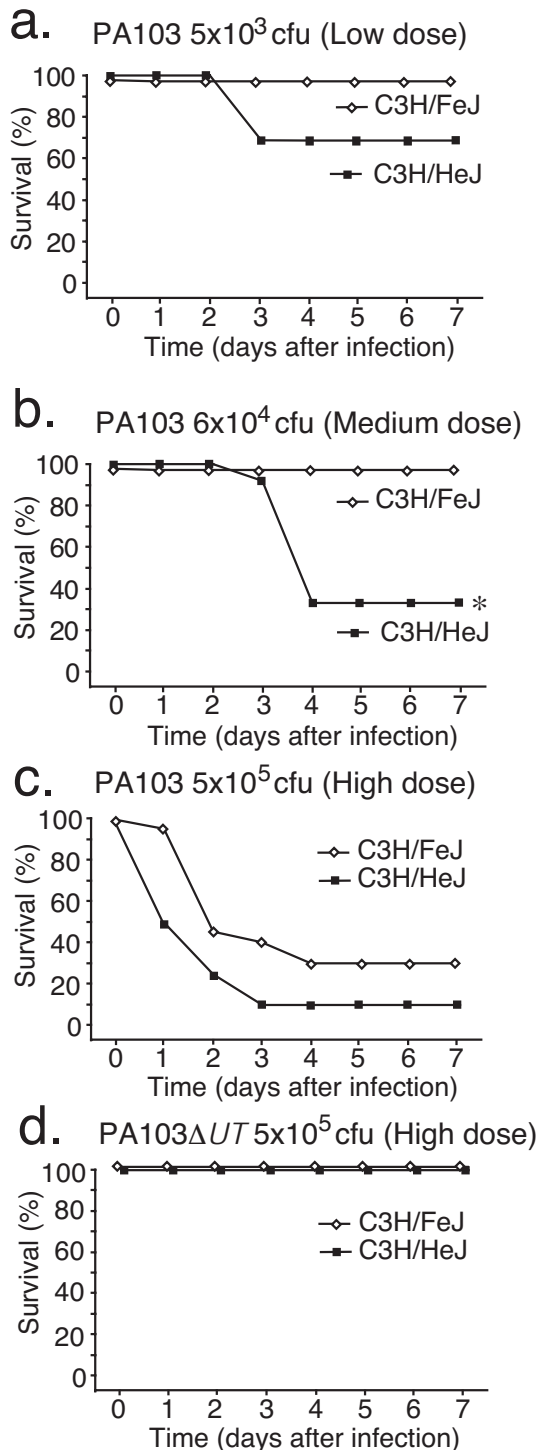 a. PA103 5x10³ cfu (Low dose)
Survival (%)
100
80
60
40
20
0
C3H/FeJ
C3H/HeJ
0 1 2 3 4 5 6 7
Time (days after infection)
b. PA103 6x10⁴ cfu (Medium dose)
Survival (%)
100
80
60
40
20
0
C3H/FeJ
*
C3H/HeJ
0 1 2 3 4 5 6 7
Time (days after infection)
c. PA103 5x10⁵ cfu (High dose)
Survival (%)
100
80
60
40
20
0
C3H/FeJ
C3H/HeJ
0 1 2 3 4 5 6 7
Time (days after infection)
d. PA103ΔUT 5x10⁵ cfu (High dose)
Survival (%)
100
80
60
40
20
0
C3H/FeJ
C3H/HeJ
0 1 2 3 4 5 6 7
Time (days after infection)